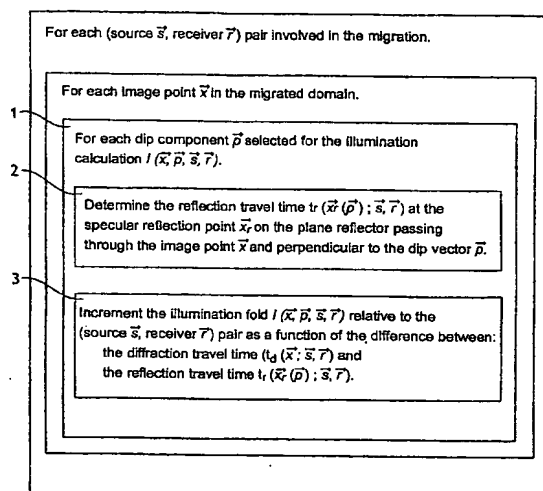 For each (source s⃗, receiver r⃗) pair involved in the migration.
For each image point x⃗ in the migrated domain.
1
For each dip component p⃗ selected for the illumination
calculation I (x⃗, p⃗, s⃗, r⃗).
2
Determine the reflection travel time tr (x⃗r (p⃗) ; s⃗, r⃗) at the
specular reflection point x⃗r on the plane reflector passing
through the image point x⃗ and perpendicular to the dip vector p⃗.
3
Increment the illumination fold I (x⃗, p⃗, s⃗, r⃗) relative to the
(source s⃗, receiver r⃗) pair as a function of the difference between:
the diffraction travel time (td (x⃗; s⃗, r⃗) and
the reflection travel time tr (x⃗r (p⃗) ; s⃗, r⃗).